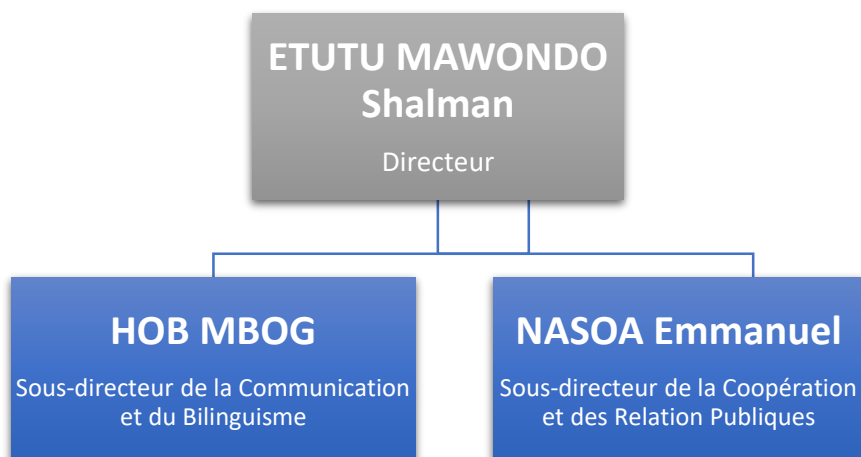 ETUTU MAWONDO
Shalman
Directeur
HOB MBOG
Sous-directeur de la Communication
et du Bilinguisme
NASOA Emmanuel
Sous-directeur de la Coopération
et des Relation Publiques